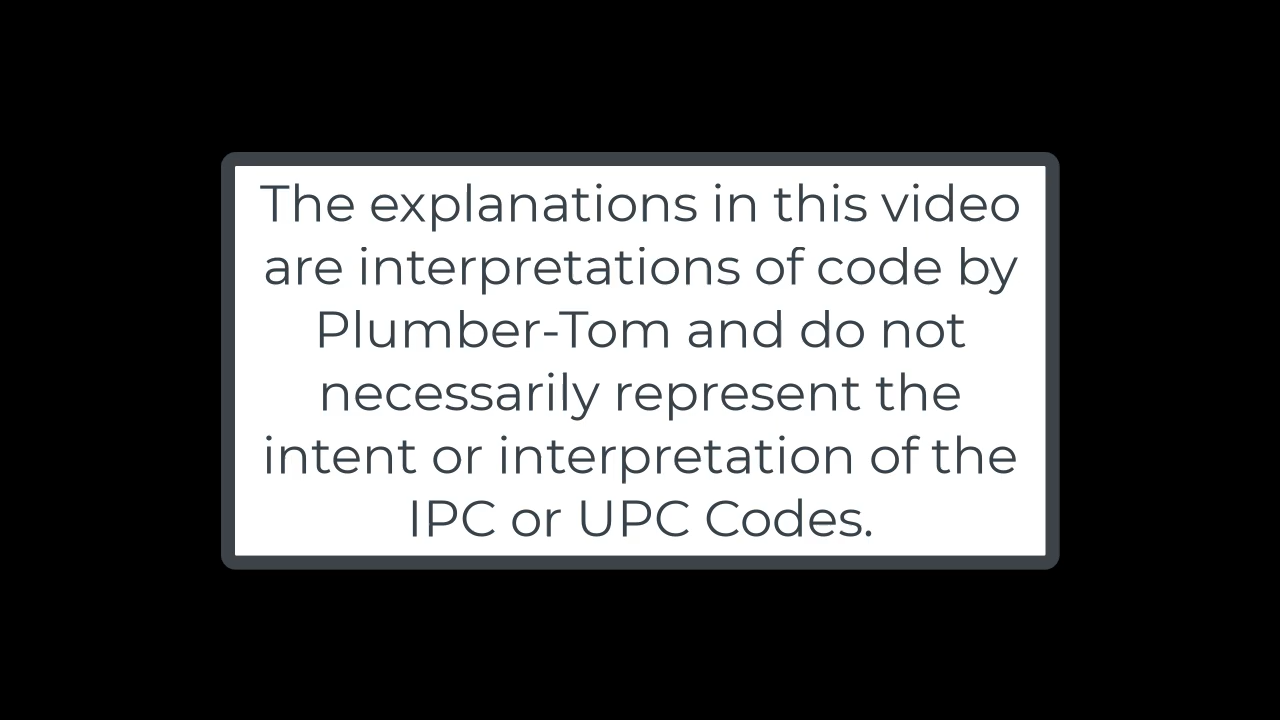 The explanations in this video
are interpretations of code by
Plumber-Tom and do not
necessarily represent the
intent or interpretation of the
IPC or UPC Codes.